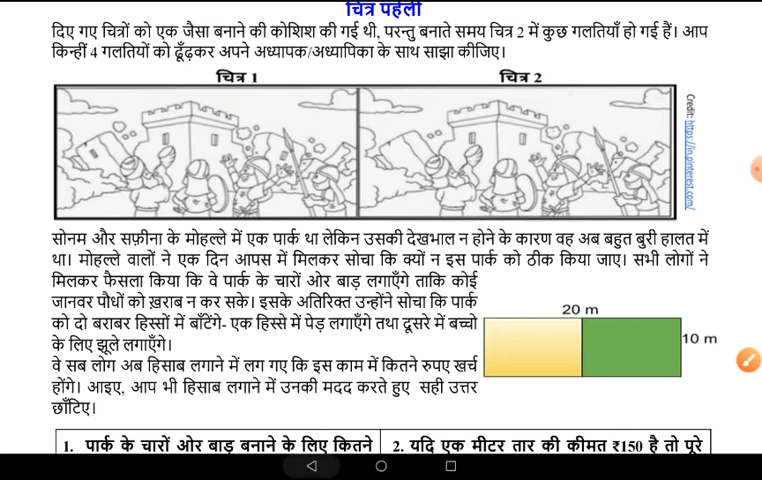 चित्र पहेली
दिए गए चित्रों को एक जैसा बनाने की कोशिश की गई थी, परन्तु बनाते समय चित्र 2 में कुछ गलतियाँ हो गई हैं। आप
किन्हीं 4 गलतियों को ढूँढ़कर अपने अध्यापक/अध्यापिका के साथ साझा कीजिए।
चित्र 1
चित्र 2
Credit: https://in.pinterest.com/
सोनम और सफ़ीना के मोहल्ले में एक पार्क था लेकिन उसकी देखभाल न होने के कारण वह अब बहुत बुरी हालत में
था। मोहल्ले वालों ने एक दिन आपस में मिलकर सोचा कि क्यों न इस पार्क को ठीक किया जाए। सभी लोगों ने
मिलकर फैसला किया कि वे पार्क के चारों ओर बाड़ लगाएँगे ताकि कोई
जानवर पौधों को ख़राब न कर सके। इसके अतिरिक्त उन्होंने सोचा कि पार्क
को दो बराबर हिस्सों में बाँटेंगे- एक हिस्से में पेड़ लगाएँगे तथा दूसरे में बच्चो
के लिए झूले लगाएँगे।
20 m
10 m
वे सब लोग अब हिसाब लगाने में लग गए कि इस काम में कितने रुपए खर्च
होंगे। आइए, आप भी हिसाब लगाने में उनकी मदद करते हुए सही उत्तर
छाँटिए।
1. पार्क के चारों ओर बाड़ बनाने के लिए कितने
2. यदि एक मीटर तार की कीमत ₹150 है तो पूरे